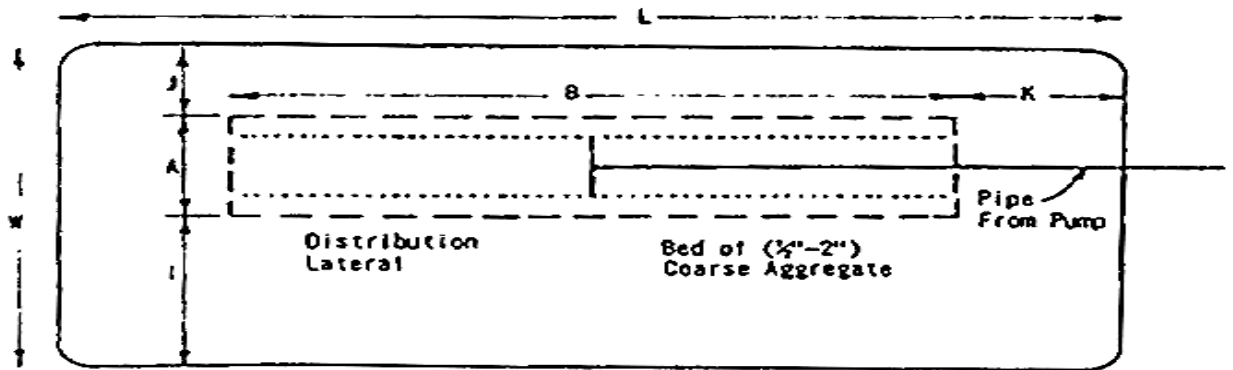 L
J
B
K
A
W
I
Pipe
From Pump
Distribution
Lateral
Bed of (½"-2")
Coarse Aggregate